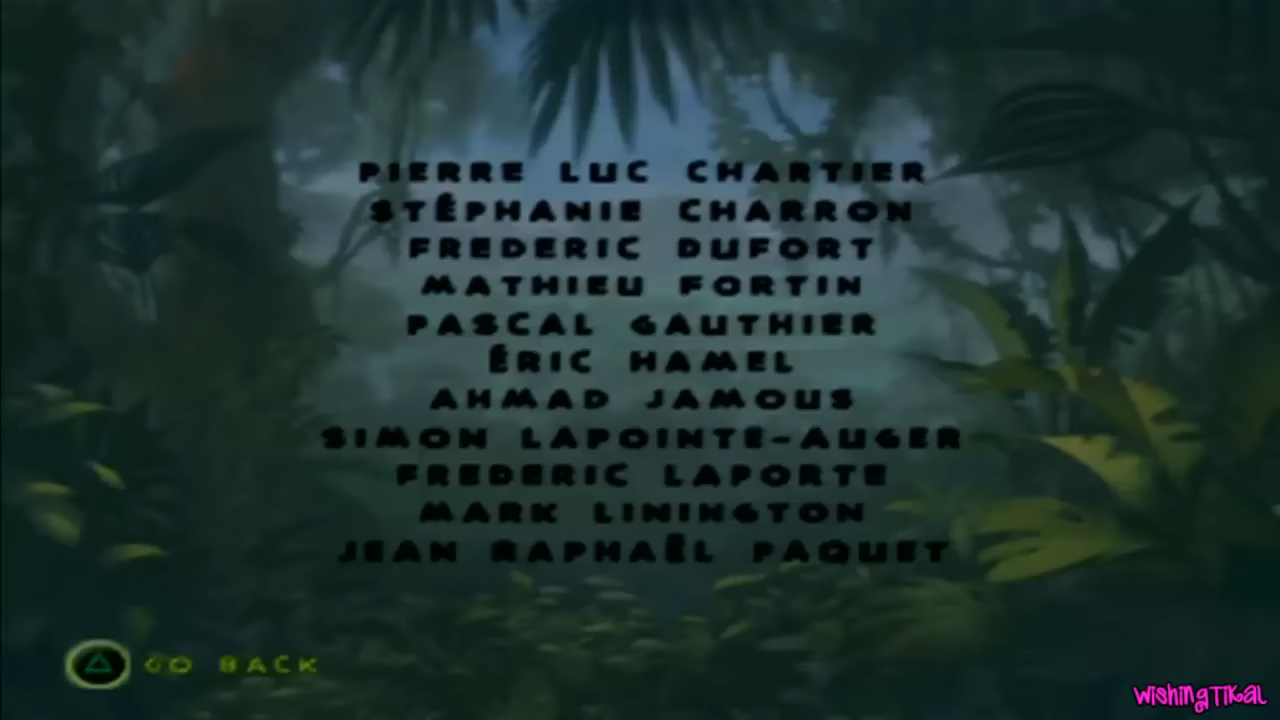 PIERRE LUC CHARTIER
STÉPHANIE CHARRON
FREDERIC DUFORT
MATHIEU FORTIN
PASCAL GAUTHIER
ÉRIC HAMEL
AHMAD JAMOUS
SIMON LAPOINTE-AUGER
FREDERIC LAPORTE
MARK LININGTON
JEAN RAPHAËL PAQUET
GO BACK
WishingTikal